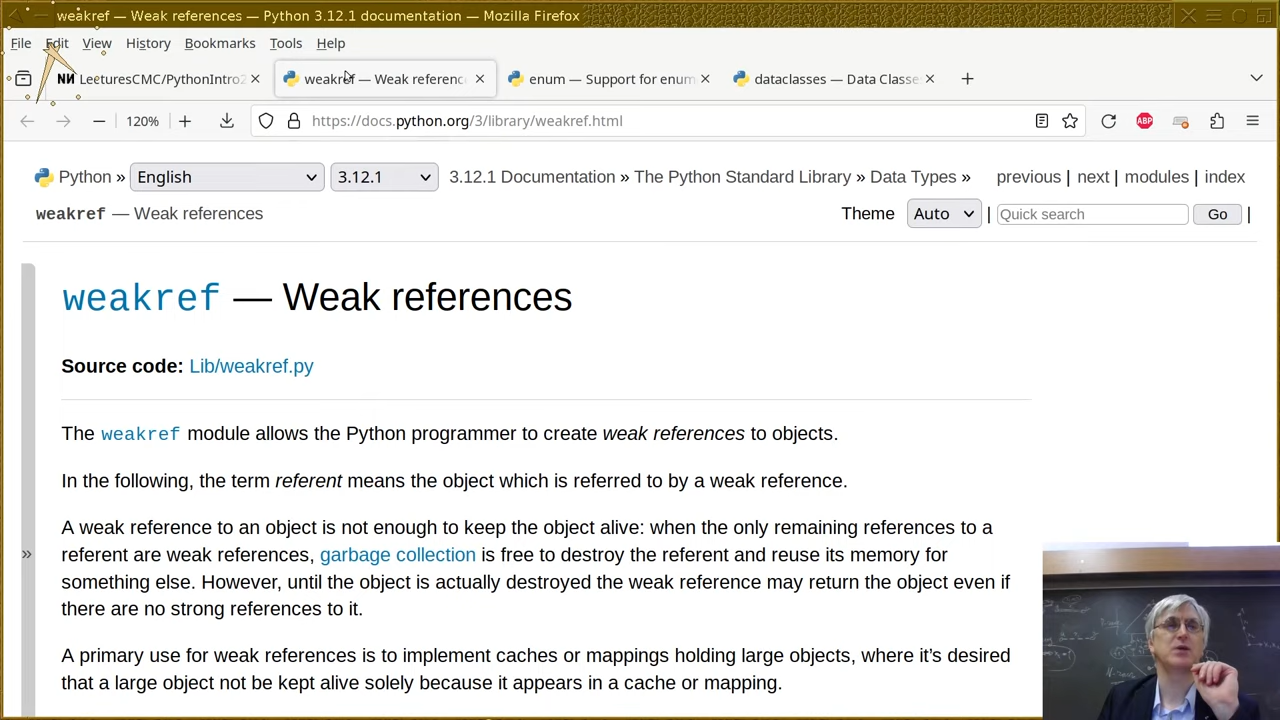 weakref — Weak references — Python 3.12.1 documentation — Mozilla Firefox
File Edit View History Bookmarks Tools Help
LecturesCMC/PythonIntro2 weakref — Weak referenc enum — Support for enum dataclasses — Data Classe
120% https://docs.python.org/3/library/weakref.html ABP
Python » English 3.12.1 3.12.1 Documentation » The Python Standard Library » Data Types » previous | next | modules | index
weakref — Weak references Theme Auto | Quick search Go |
weakref — Weak references
Source code: Lib/weakref.py
The weakref module allows the Python programmer to create weak references to objects.
In the following, the term referent means the object which is referred to by a weak reference.
A weak reference to an object is not enough to keep the object alive: when the only remaining references to a
referent are weak references, garbage collection is free to destroy the referent and reuse its memory for
something else. However, until the object is actually destroyed the weak reference may return the object even if
there are no strong references to it.
A primary use for weak references is to implement caches or mappings holding large objects, where it’s desired
that a large object not be kept alive solely because it appears in a cache or mapping.